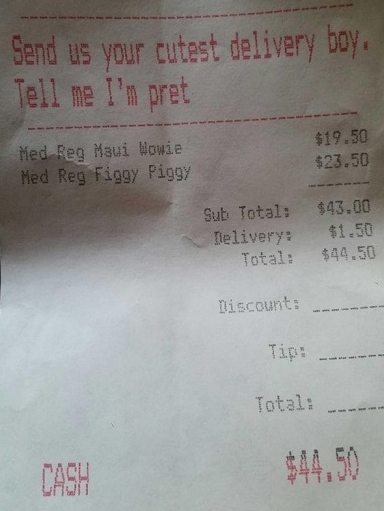 Send us your cutest delivery boy.
Tell me I'm pret
Med Reg Maui Wowie $19.50
Med Reg Figgy Piggy $23.50
Sub Total: $43.00
Delivery: $1.50
Total: $44.50
Discount:
Tip:
Total:
CASH $44.50